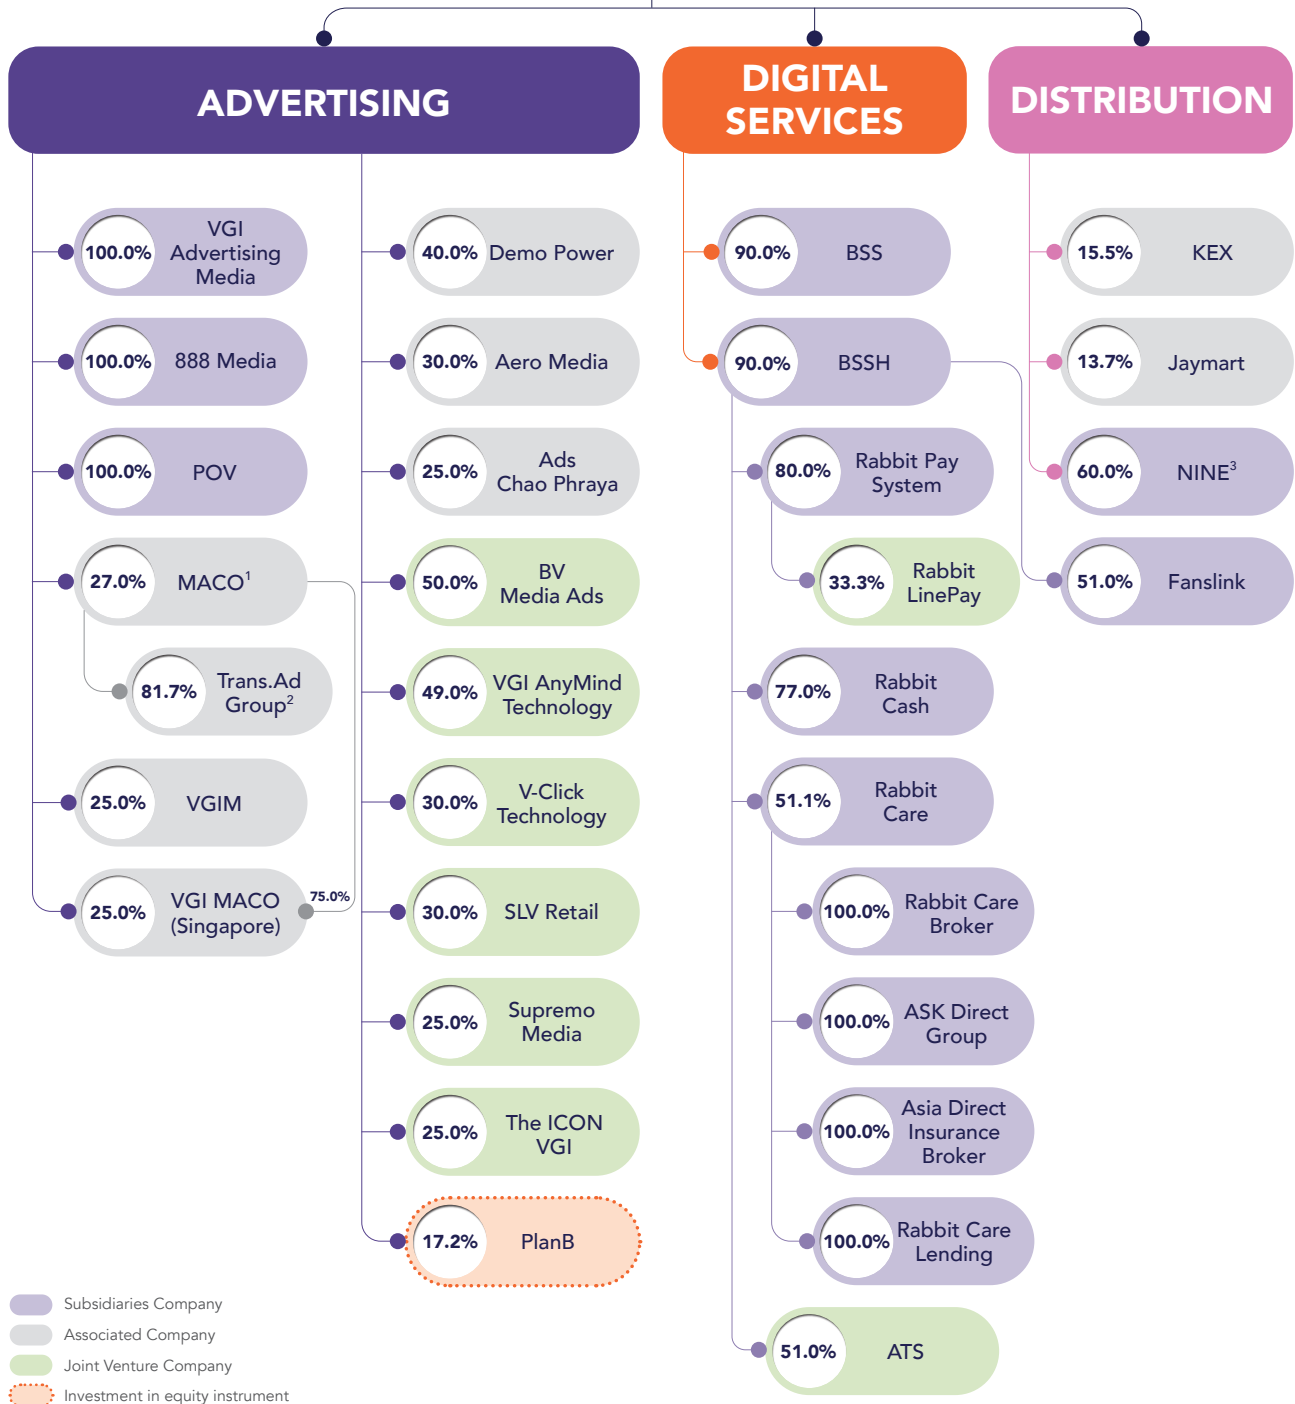 ADVERTISING
100.0%
VGI
Advertising
Media
100.0%
888 Media
100.0%
POV
27.0%
MACO¹
81.7%
Trans.Ad
Group²
25.0%
VGIM
25.0%
VGI MACO
(Singapore)
75.0%
40.0%
Demo Power
30.0%
Aero Media
25.0%
Ads
Chao Phraya
50.0%
BV
Media Ads
49.0%
VGI AnyMind
Technology
30.0%
V-Click
Technology
30.0%
SLV Retail
25.0%
Supremo
Media
25.0%
The ICON
VGI
17.2%
PlanB
DIGITAL
SERVICES
90.0%
BSS
90.0%
BSSH
80.0%
Rabbit Pay
System
33.3%
Rabbit
LinePay
77.0%
Rabbit
Cash
51.1%
Rabbit
Care
100.0%
Rabbit Care
Broker
100.0%
ASK Direct
Group
100.0%
Asia Direct
Insurance
Broker
100.0%
Rabbit Care
Lending
51.0%
ATS
DISTRIBUTION
15.5%
KEX
13.7%
Jaymart
60.0%
NINE³
51.0%
Fanslink
Subsidiaries Company
Associated Company
Joint Venture Company
Investment in equity instrument